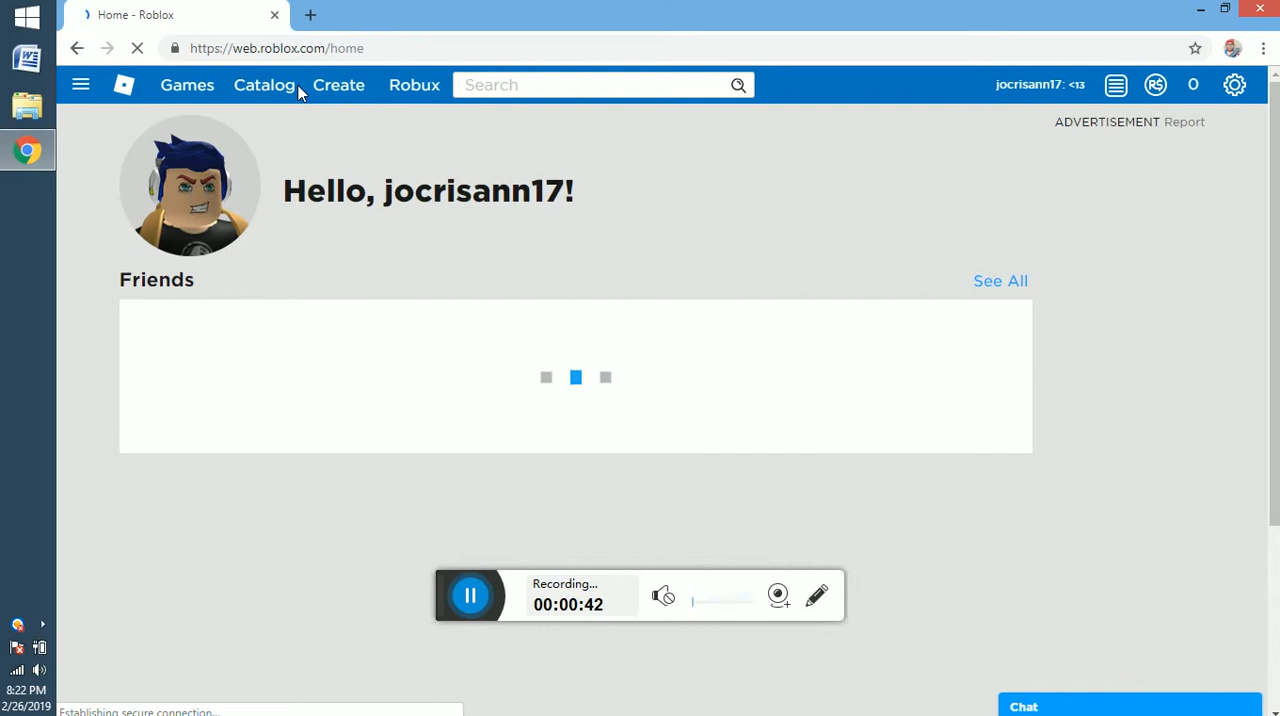 Home - Roblox
https://web.roblox.com/home
Games Catalog Create Robux Search jocrisann17: <13 0
ADVERTISEMENT Report
Hello, jocrisann17!
Friends See All
Recording...
00:00:42
8:22 PM
2/26/2019
Establishing secure connection...
Chat